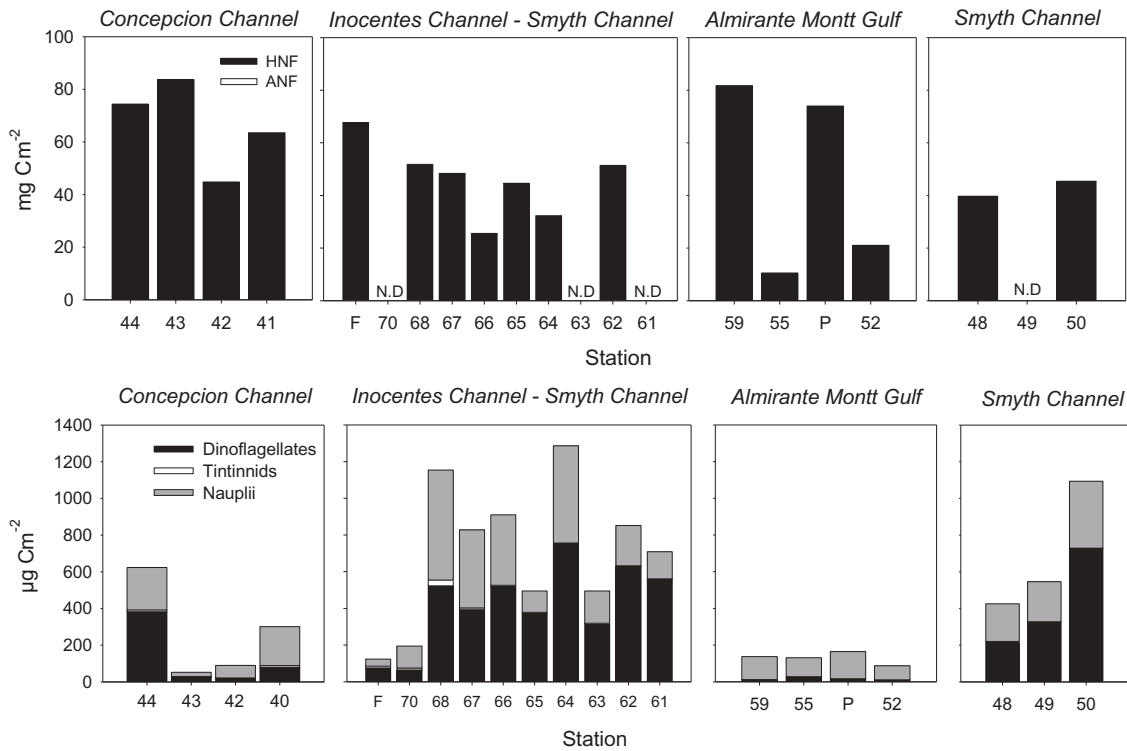 Concepcion Channel
Inocentes Channel - Smyth Channel
Almirante Montt Gulf
Smyth Channel
100
80
60
40
20
0
mg Cm-2
HNF
ANF
N.D
N.D
N.D
N.D
44 43 42 41
F 70 68 67 66 65 64 63 62 61
59 55 P 52
48 49 50
Station
Concepcion Channel
Inocentes Channel - Smyth Channel
Almirante Montt Gulf
Smyth Channel
1400
1200
1000
800
600
400
200
0
µg Cm-2
Dinoflagellates
Tintinnids
Nauplii
44 43 42 40
F 70 68 67 66 65 64 63 62 61
59 55 P 52
48 49 50
Station